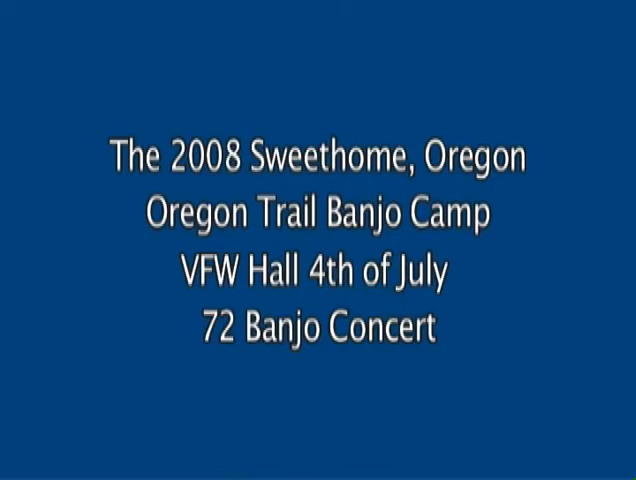 The 2008 Sweethome, Oregon
Oregon Trail Banjo Camp
VFW Hall 4th of July
72 Banjo Concert